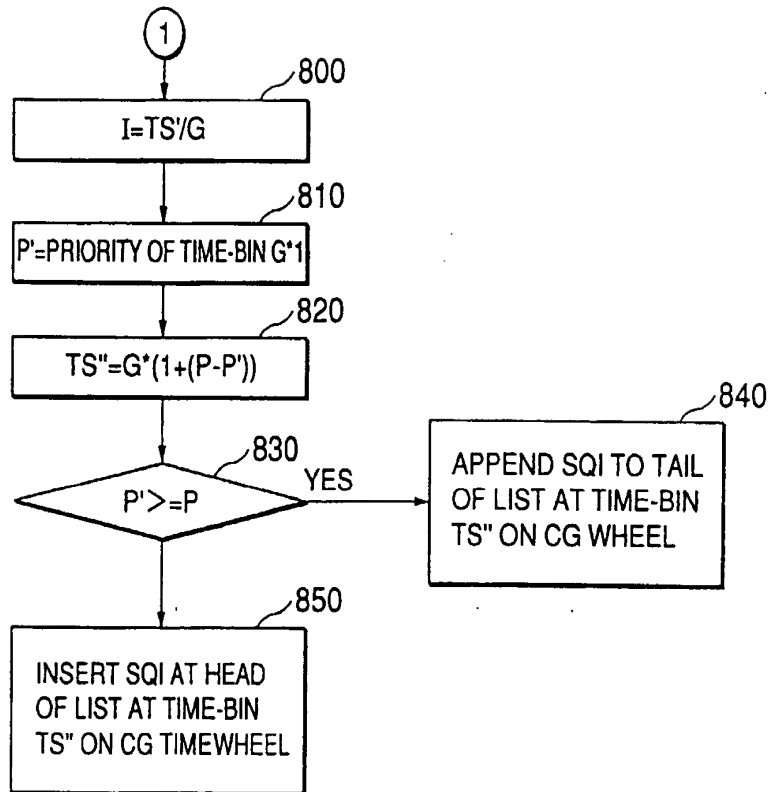 1
800
I=TS'/G
810
P'=PRIORITY OF TIME-BIN G*1
820
TS"=G*(1+(P-P'))
830
P'>=P
YES
840
APPEND SQI TO TAIL
OF LIST AT TIME-BIN
TS" ON CG WHEEL
850
INSERT SQI AT HEAD
OF LIST AT TIME-BIN
TS" ON CG TIMEWHEEL